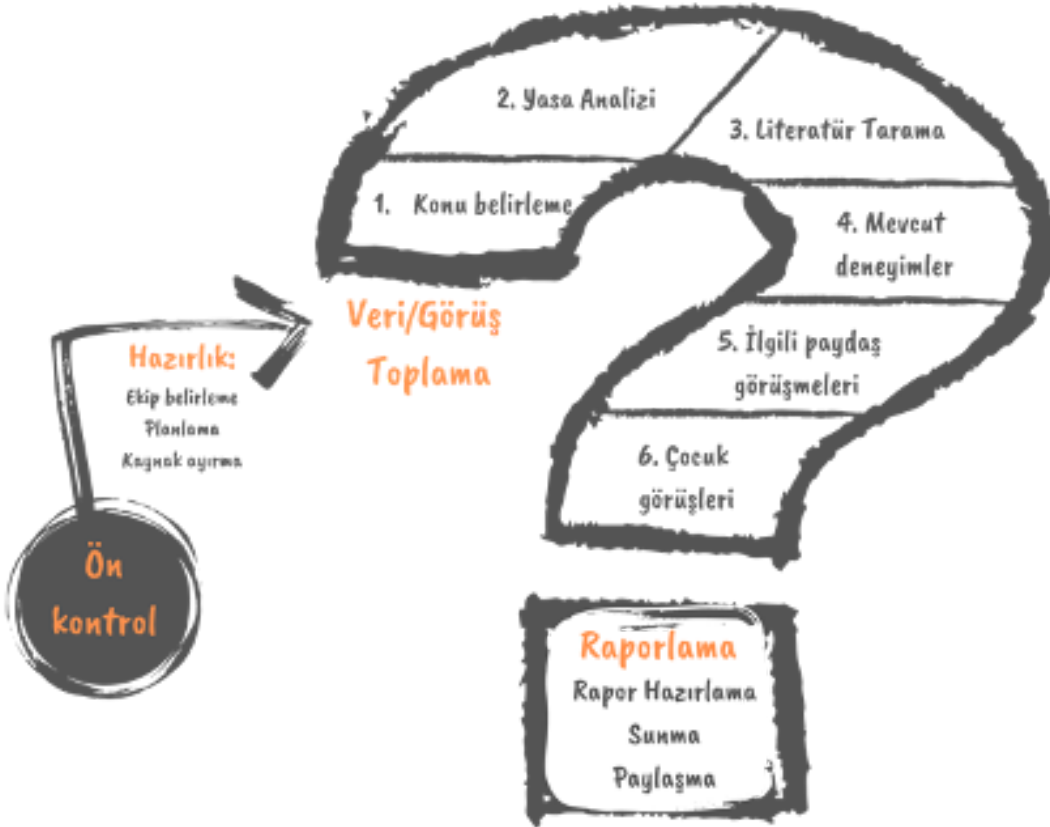 Ön
kontrol
Hazırlık:
Ekip belirleme
Planlama
Kaynak ayırma
Veri/Görüş
Toplama
1. Konu belirleme
2. Yasa Analizi
3. Literatür Tarama
4. Mevcut
deneyimler
5. İlgili paydaş
görüşmeleri
6. Çocuk
görüşleri
Raporlama
Rapor Hazırlama
Sunma
Paylaşma